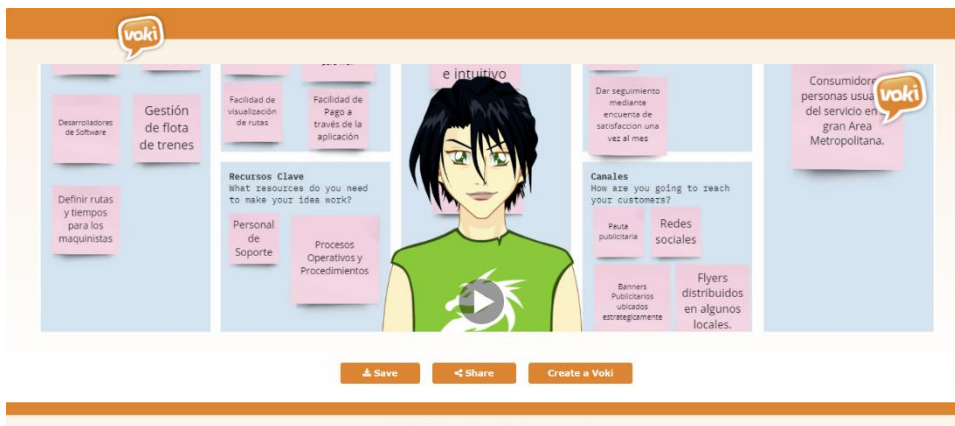 voki
Desarrolladores
de Software
Gestión
de flota
de trenes
Definir rutas
y tiempos
para los
maquinistas
Facilidad de
visualización
de rutas
Facilidad de
Pago a
través de la
aplicación
Recursos Clave
What resources do you need
to make your idea work?
Personal
de
Soporte
Procesos
Operativos y
Procedimientos
e intuitivo
Dar seguimiento
mediante
encuenta de
satisfaccion una
vez al mes
Canales
How are you going to reach
your customers?
Pauta
publicitaria
Redes
sociales
Banners
Publicitarios
ubicados
estrategicamente
Flyers
distribuidos
en algunos
locales.
Consumidore
personas usua
del servicio en
gran Area
Metropolitana.
voki
Save
Share
Create a Voki